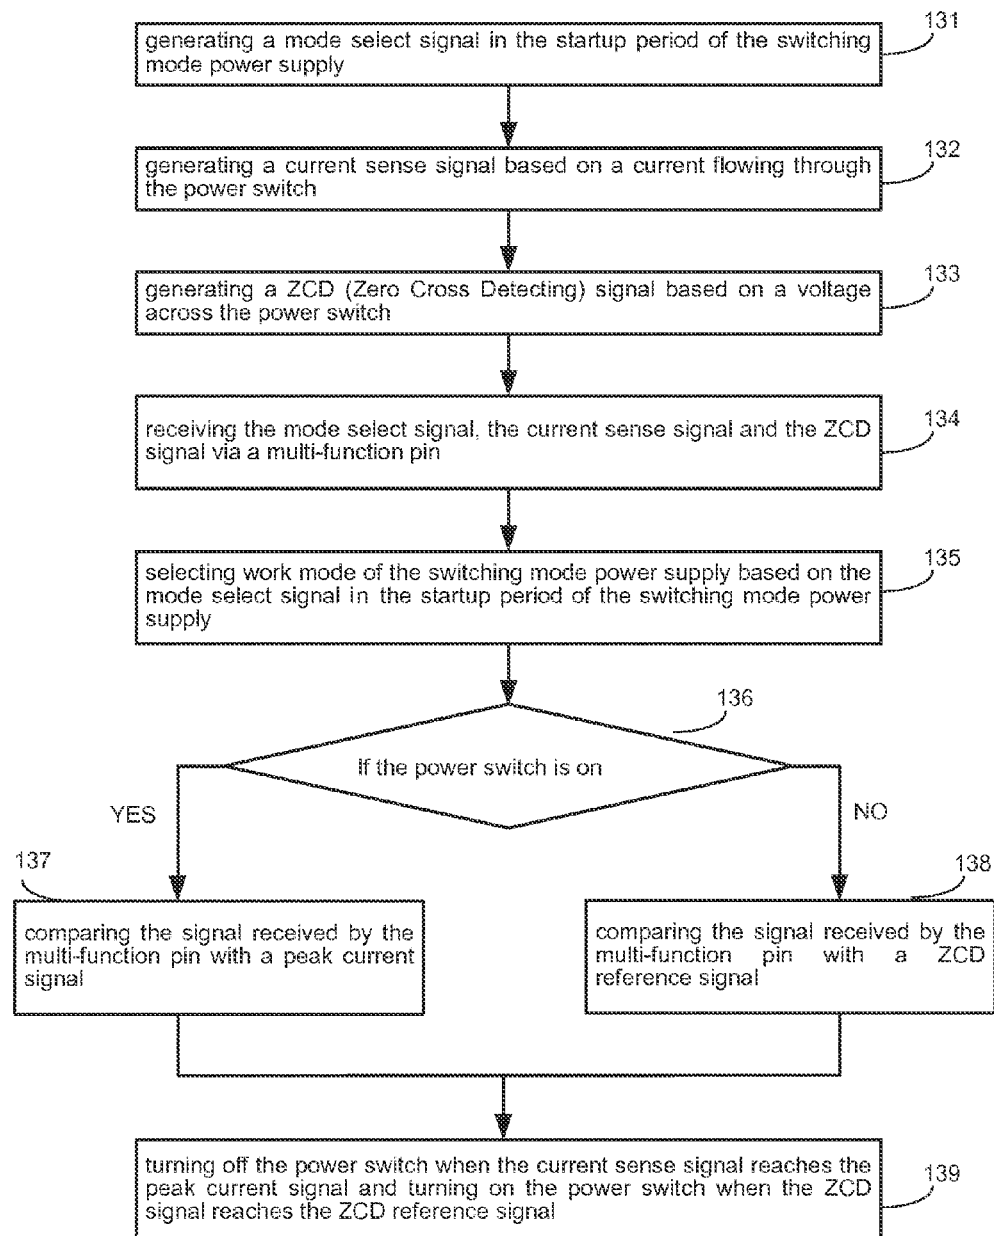 131
generating a mode select signal in the startup period of the switching
mode power supply
132
generating a current sense signal based on a current flowing through
the power switch
133
generating a ZCD (Zero Cross Detecting) signal based on a voltage
across the power switch
134
receiving the mode select signal, the current sense signal and the ZCD
signal via a multi-function pin
135
selecting work mode of the switching mode power supply based on the
mode select signal in the startup period of the switching mode power
supply
136
If the power switch is on
YES
NO
137
comparing the signal received by the
multi-function pin with a peak current
signal
138
comparing the signal received by the
multi-function pin with a ZCD
reference signal
139
turning off the power switch when the current sense signal reaches the
peak current signal and turning on the power switch when the ZCD
signal reaches the ZCD reference signal